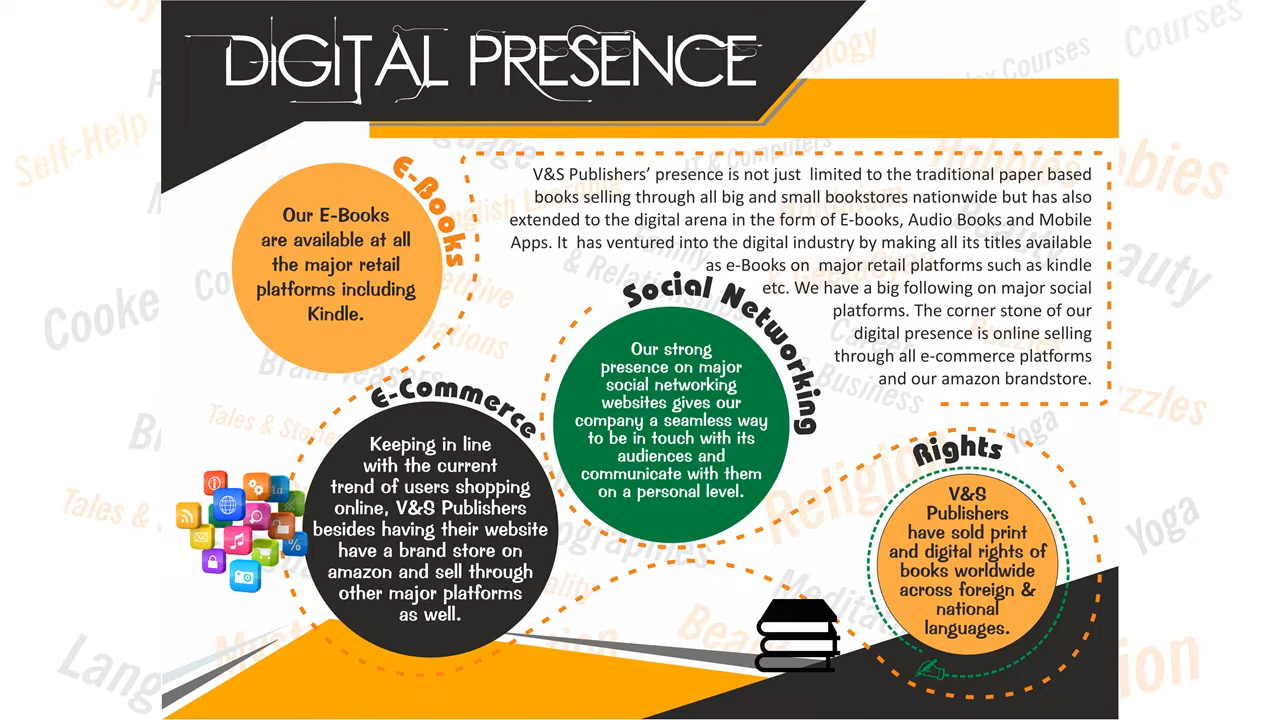 DIGITAL PRESENCE
V&S Publishers' presence is not just limited to the traditional paper based
books selling through all big and small bookstores nationwide but has also
extended to the digital arena in the form of E-books, Audio Books and Mobile
Apps. It has ventured into the digital industry by making all its titles available
as e-Books on major retail platforms such as kindle
etc. We have a big following on major social
platforms. The corner stone of our
digital presence is online selling
through all e-commerce platforms
and our amazon brandstore.
E-Books
Our E-Books
are available at all
the major retail
platforms including
Kindle.
E-Commerce
Keeping in line
with the current
trend of users shopping
online, V&S Publishers
besides having their website
have a brand store on
amazon and sell through
other major platforms
as well.
Social Networking
Our strong
presence on major
social networking
websites gives our
company a seamless way
to be in touch with its
audiences and
communicate with them
on a personal level.
Rights
V&S
Publishers
have sold print
and digital rights of
books worldwide
across foreign &
national
languages.
Self-Help
Courses
Courses
IT & Computers
Hobbies
Beauty
Family
& Relationships
Career
& Business
Puzzles
Yoga
Yoga
Religion
Tales & Stories
Brain Teasers
Tales &